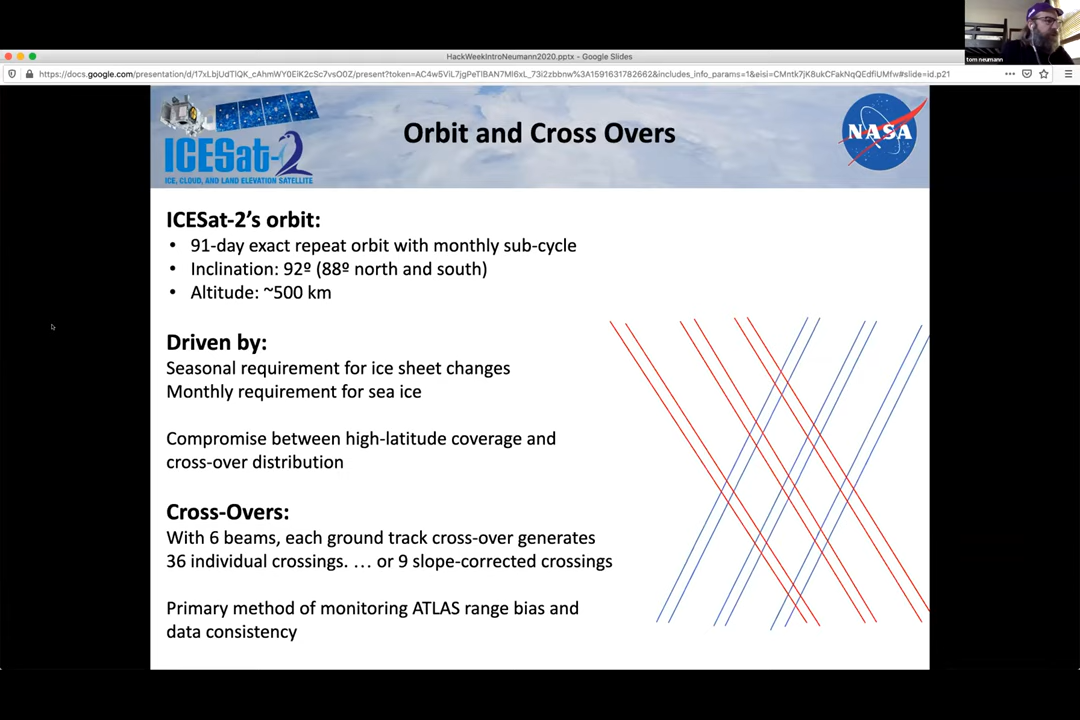 tom neumann
HackWeekIntroNeumann2020.pptx - Google Slides
ICESat-2
ICE, CLOUD, AND LAND ELEVATION SATELLITE
Orbit and Cross Overs
NASA
ICESat-2’s orbit:
• 91-day exact repeat orbit with monthly sub-cycle
• Inclination: 92º (88º north and south)
• Altitude: ~500 km
Driven by:
Seasonal requirement for ice sheet changes
Monthly requirement for sea ice
Compromise between high-latitude coverage and
cross-over distribution
Cross-Overs:
With 6 beams, each ground track cross-over generates
36 individual crossings. … or 9 slope-corrected crossings
Primary method of monitoring ATLAS range bias and
data consistency